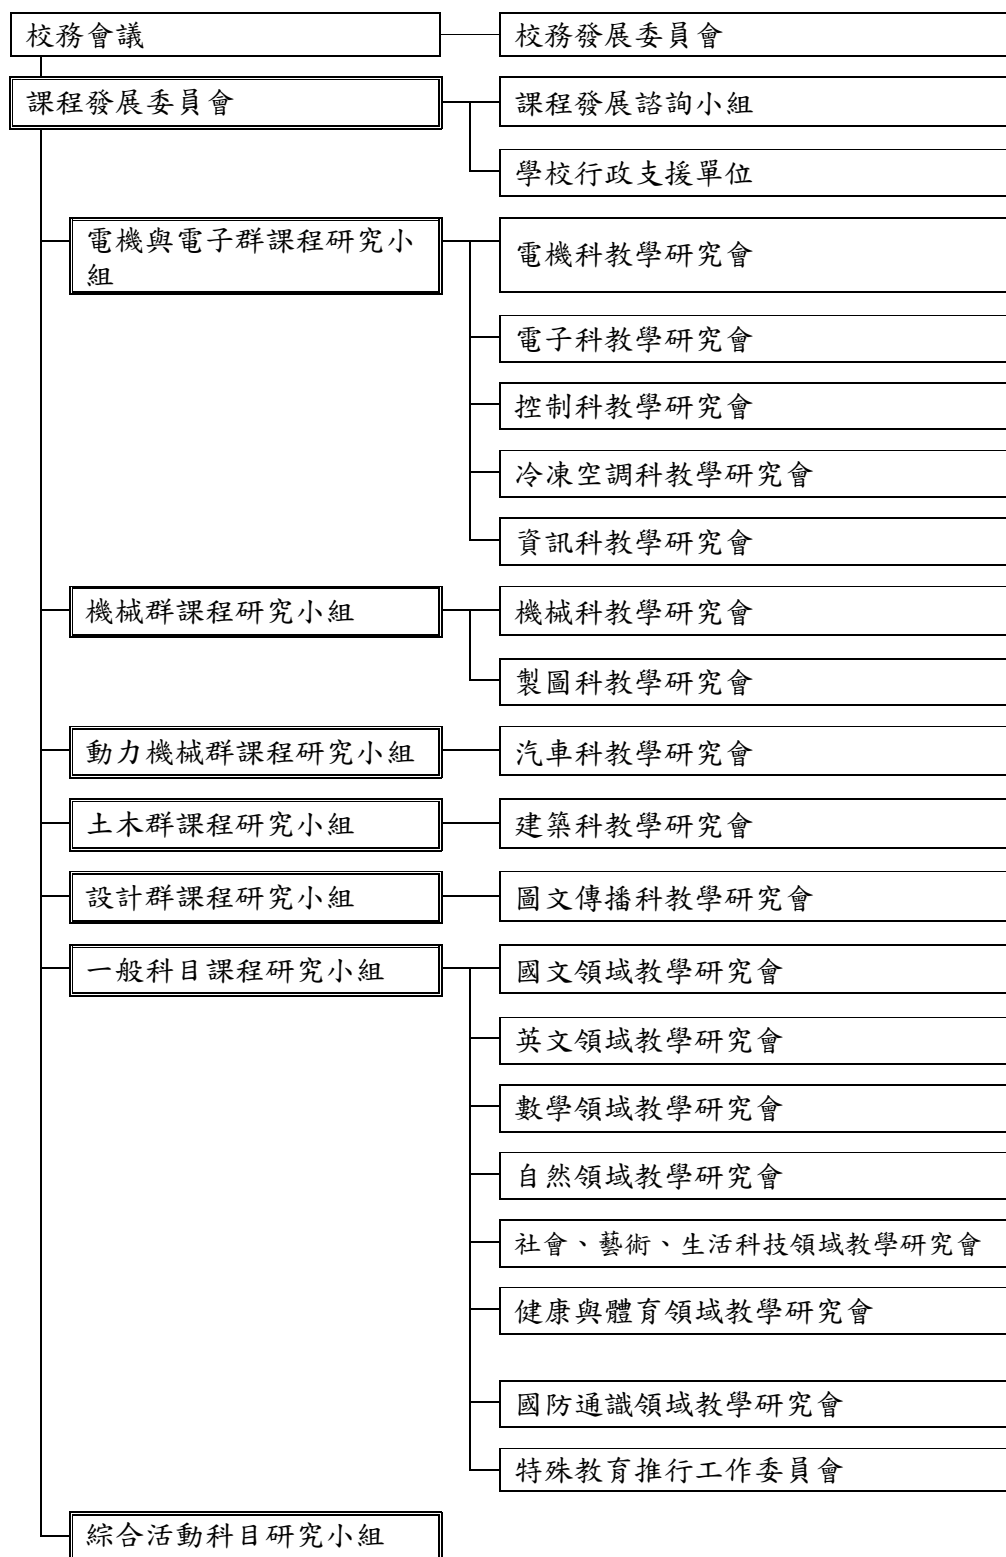 校務會議
校務發展委員會
課程發展委員會
課程發展諮詢小組
學校行政支援單位
電機與電子群課程研究小
組
電機科教學研究會
電子科教學研究會
控制科教學研究會
冷凍空調科教學研究會
資訊科教學研究會
機械群課程研究小組
機械科教學研究會
製圖科教學研究會
動力機械群課程研究小組
汽車科教學研究會
土木群課程研究小組
建築科教學研究會
設計群課程研究小組
圖文傳播科教學研究會
一般科目課程研究小組
國文領域教學研究會
英文領域教學研究會
數學領域教學研究會
自然領域教學研究會
社會、藝術、生活科技領域教學研究會
健康與體育領域教學研究會
國防通識領域教學研究會
特殊教育推行工作委員會
綜合活動科目研究小組